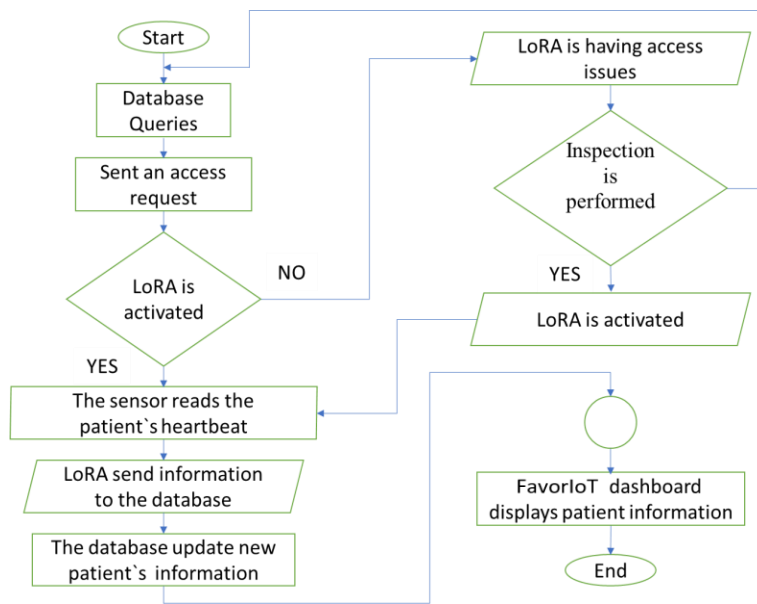 Start
Database
Queries
Sent an access
request
LoRA is
activated
NO
YES
The sensor reads the
patient`s heartbeat
LoRA send information
to the database
The database update new
patient`s information
LoRA is having access
issues
Inspection
is
performed
YES
LoRA is activated
FavorIoT dashboard
displays patient information
End